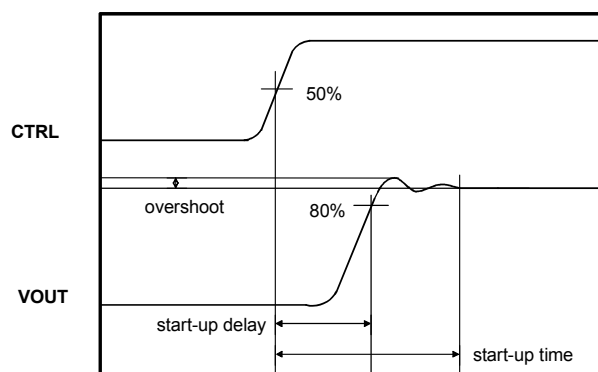 50%
CTRL
overshoot
80%
VOUT
start-up delay
start-up time